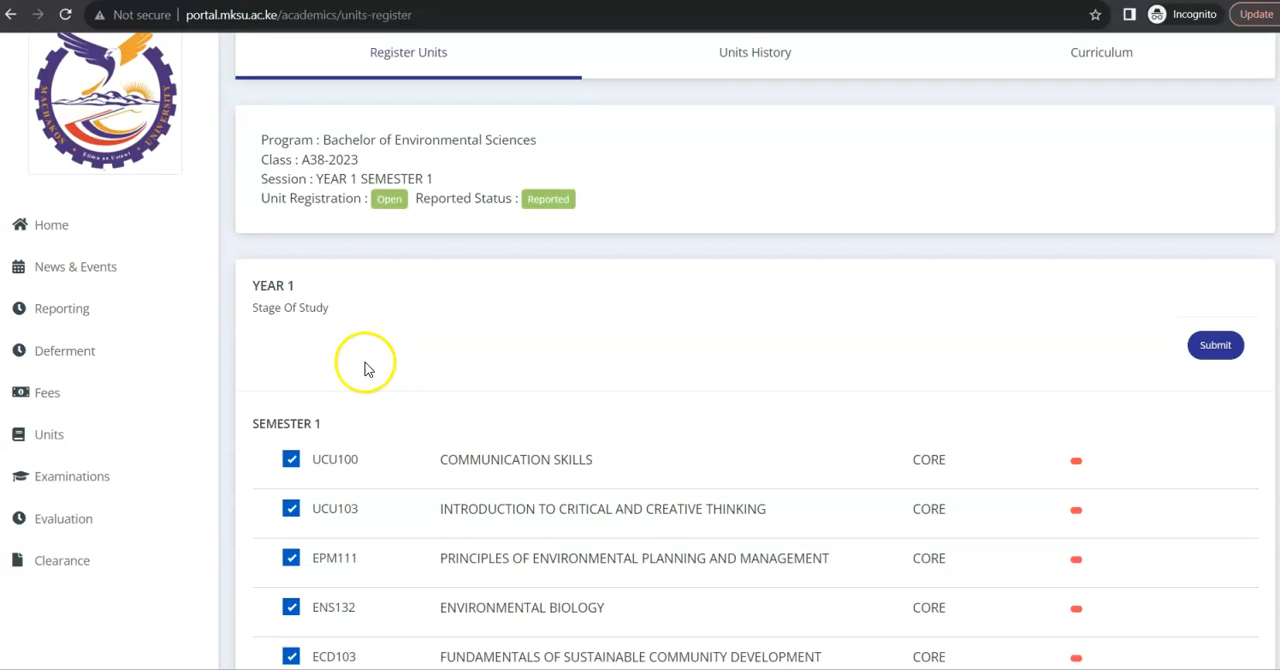 Not secure | portal.mksu.ac.ke/academics/units-register Incognito Update
MACHAKOS UNIVERSITY
Register Units Units History Curriculum
Program : Bachelor of Environmental Sciences
Class : A38-2023
Session : YEAR 1 SEMESTER 1
Unit Registration : Open Reported Status : Reported
Home
News & Events
Reporting
Deferment
Fees
Units
Examinations
Evaluation
Clearance
YEAR 1
Stage Of Study
Submit
SEMESTER 1
UCU100 COMMUNICATION SKILLS CORE
UCU103 INTRODUCTION TO CRITICAL AND CREATIVE THINKING CORE
EPM111 PRINCIPLES OF ENVIRONMENTAL PLANNING AND MANAGEMENT CORE
ENS132 ENVIRONMENTAL BIOLOGY CORE
ECD103 FUNDAMENTALS OF SUSTAINABLE COMMUNITY DEVELOPMENT CORE